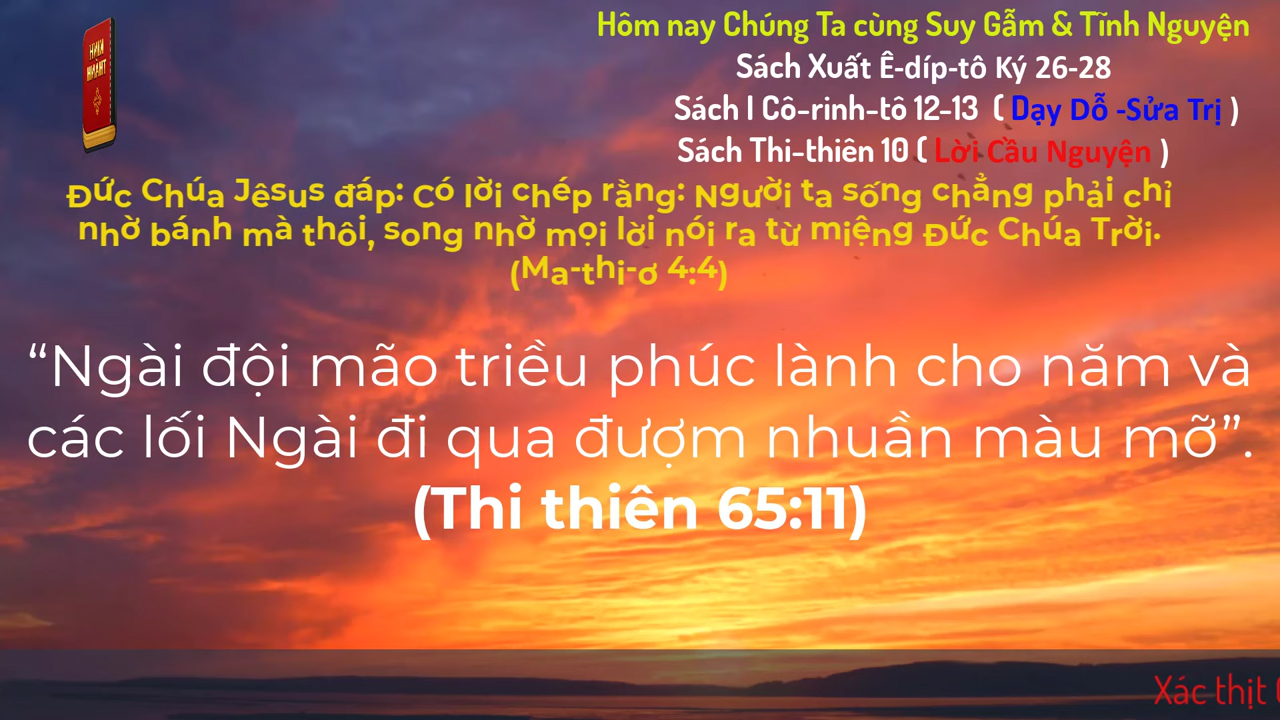 KINH
THÁNH
Hôm nay Chúng Ta cùng Suy Gẫm & Tĩnh Nguyện
Sách Xuất Ê-díp-tô Ký 26-28
Sách I Cô-rinh-tô 12-13 ( Dạy Dỗ -Sửa Trị )
Sách Thi-thiên 10 ( Lời Cầu Nguyện )
Đức Chúa Jêsus đáp: Có lời chép rằng: Người ta sống chẳng phải chỉ
nhờ bánh mà thôi, song nhờ mọi lời nói ra từ miệng Đức Chúa Trời.
(Ma-thi-ơ 4:4)
“Ngài đội mão triều phúc lành cho năm và
các lối Ngài đi qua đượm nhuần màu mỡ”.
(Thi thiên 65:11)
Xác thịt